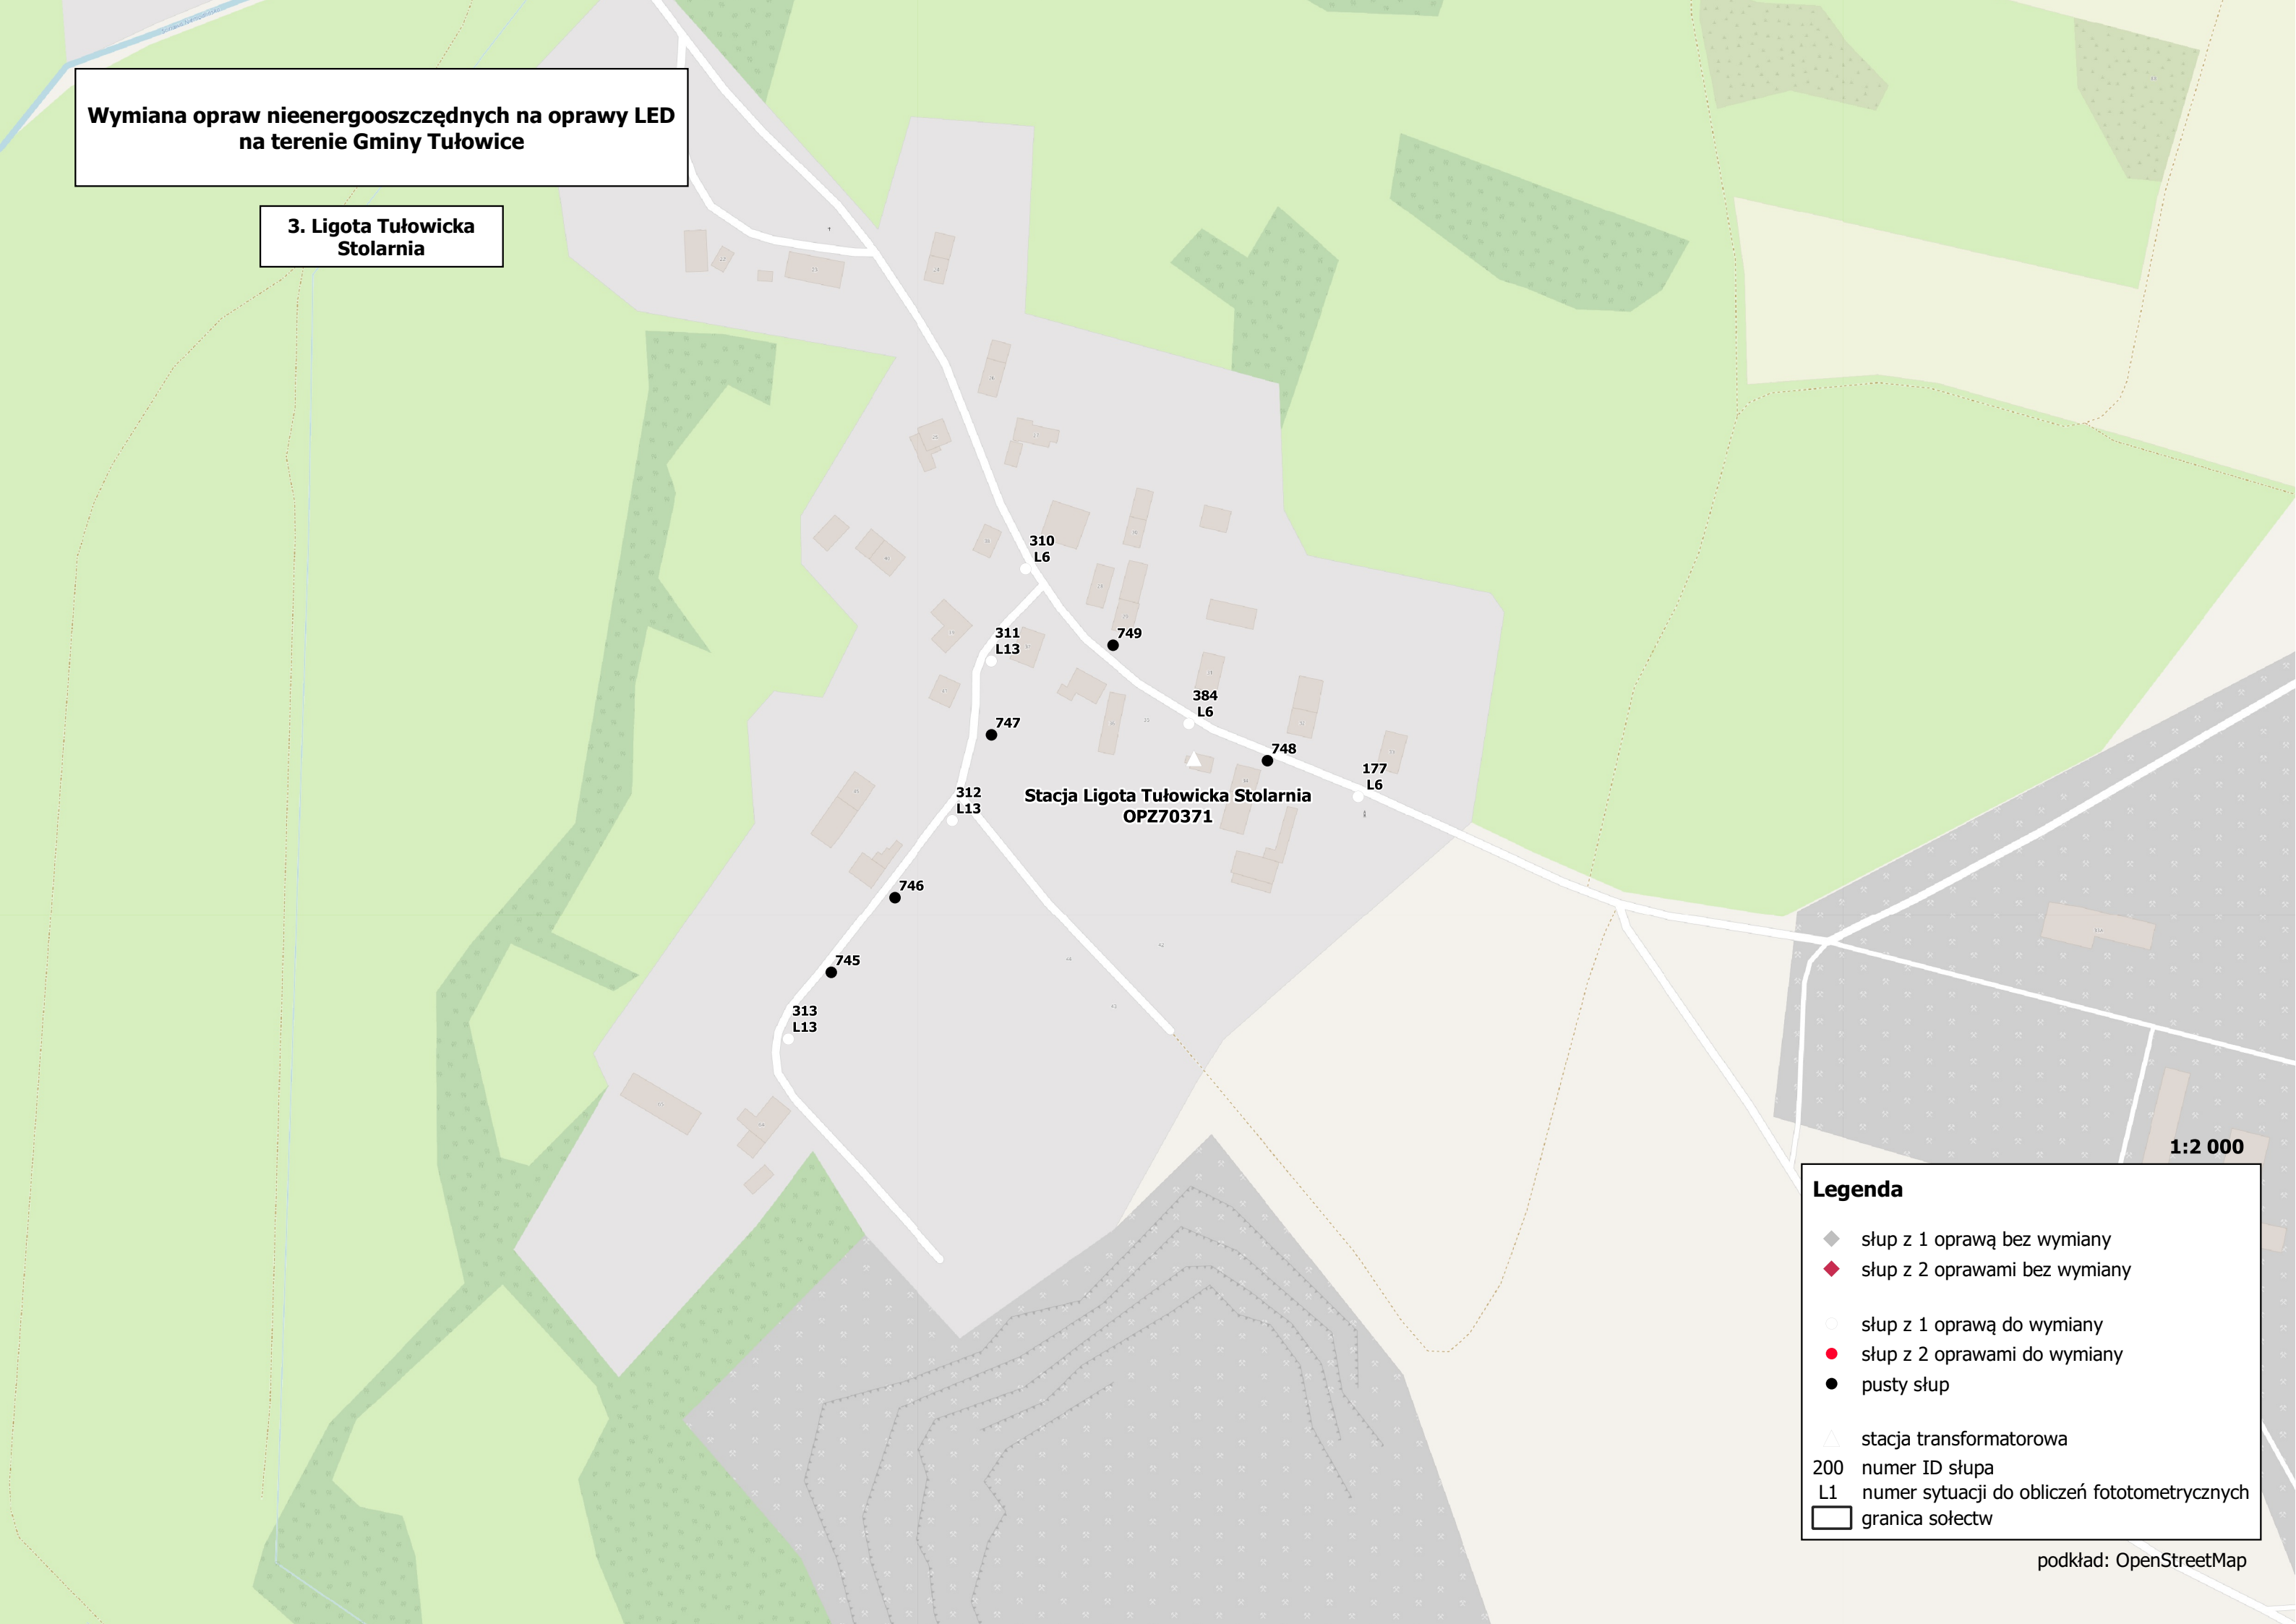 Wymiana opraw nieenergooszczędnych na oprawy LED
na terenie Gminy Tułowice
3. Ligota Tułowicka
Stolarnia
310
L6
311
L13
749
384
L6
747
748
177
L6
312
L13
Stacja Ligota Tułowicka Stolarnia
OPZ70371
746
745
313
L13
1:2 000
Legenda
słup z 1 oprawą bez wymiany
słup z 2 oprawami bez wymiany
słup z 1 oprawą do wymiany
słup z 2 oprawami do wymiany
pusty słup
stacja transformatorowa
200 numer ID słupa
L1 numer sytuacji do obliczeń fototometrycznych
granica sołectw
podkład: OpenStreetMap